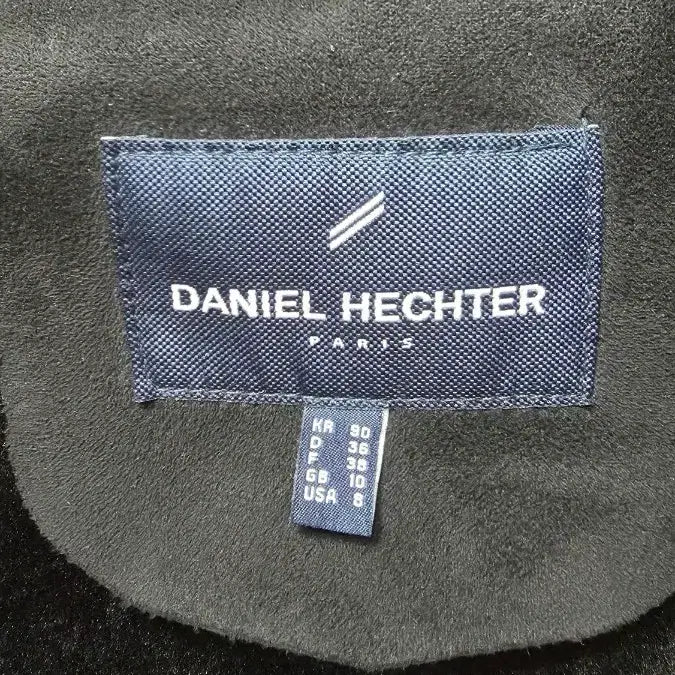 DANIEL HECHTER
PARIS
KR 90
D 36
F 38
GB 10
USA 8